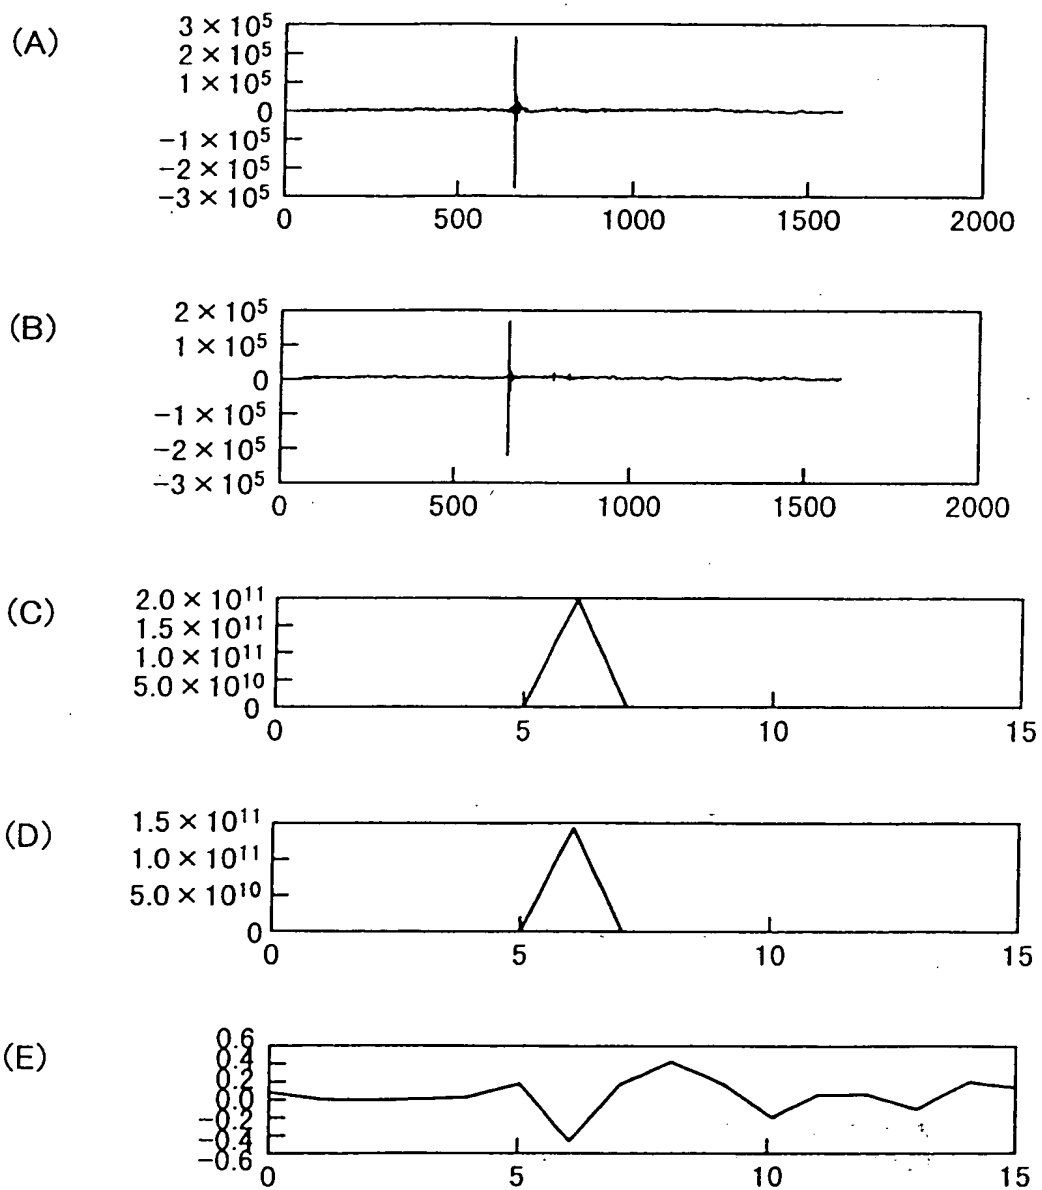 (A)
3 × 10⁵
2 × 10⁵
1 × 10⁵
0
−1 × 10⁵
−2 × 10⁵
−3 × 10⁵
0 500 1000 1500 2000
(B)
2 × 10⁵
1 × 10⁵
0
−1 × 10⁵
−2 × 10⁵
−3 × 10⁵
0 500 1000 1500 2000
(C)
2.0 × 10¹¹
1.5 × 10¹¹
1.0 × 10¹¹
5.0 × 10¹⁰
0
0 5 10 15
(D)
1.5 × 10¹¹
1.0 × 10¹¹
5.0 × 10¹⁰
0
0 5 10 15
(E)
0.6
0.4
0.2
0.0
−0.2
−0.4
−0.6
0 5 10 15